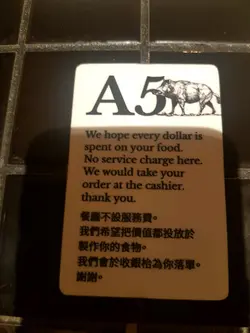 A5
We hope every dollar is
spent on your food.
No service charge here.
We would take your
order at the cashier.
thank you.
餐廳不設服務費。
我們希望把價值都投放於
製作你的食物。
我們會於收銀枱為你落單。
謝謝。